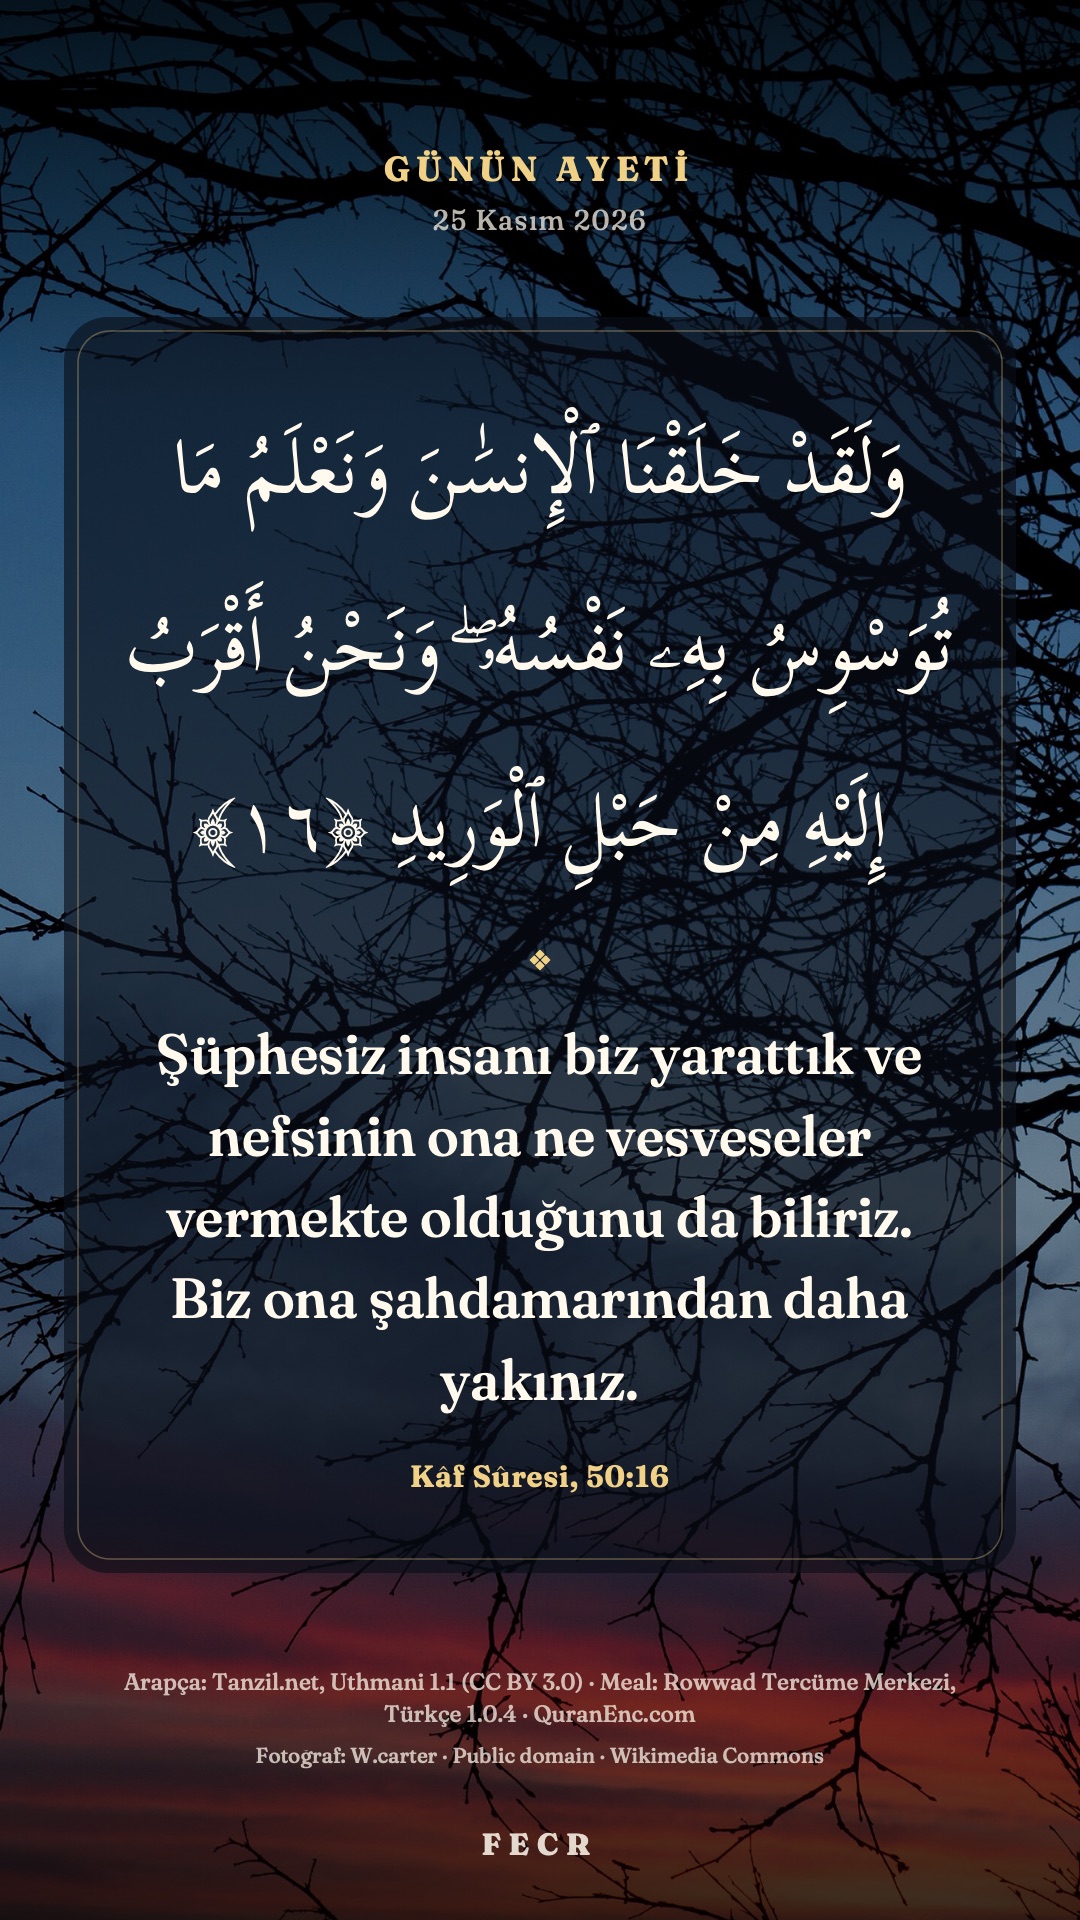 GÜNÜN AYETİ
25 Kasım 2026
وَلَقَدْ خَلَقْنَا ٱلْإِنسَٰنَ وَنَعْلَمُ مَا
تُوَسْوِسُ بِهِۦ نَفْسُهُۥۖ وَنَحْنُ أَقْرَبُ
إِلَيْهِ مِنْ حَبْلِ ٱلْوَرِيدِ ﴿١٦﴾
Şüphesiz insanı biz yarattık ve
nefsinin ona ne vesveseler
vermekte olduğunu da biliriz.
Biz ona şahdamarından daha
yakınız.
Kâf Sûresi, 50:16
Arapça: Tanzil.net, Uthmani 1.1 (CC BY 3.0) · Meal: Rowwad Tercüme Merkezi,
Türkçe 1.0.4 · QuranEnc.com
Fotoğraf: W.carter · Public domain · Wikimedia Commons
FECR